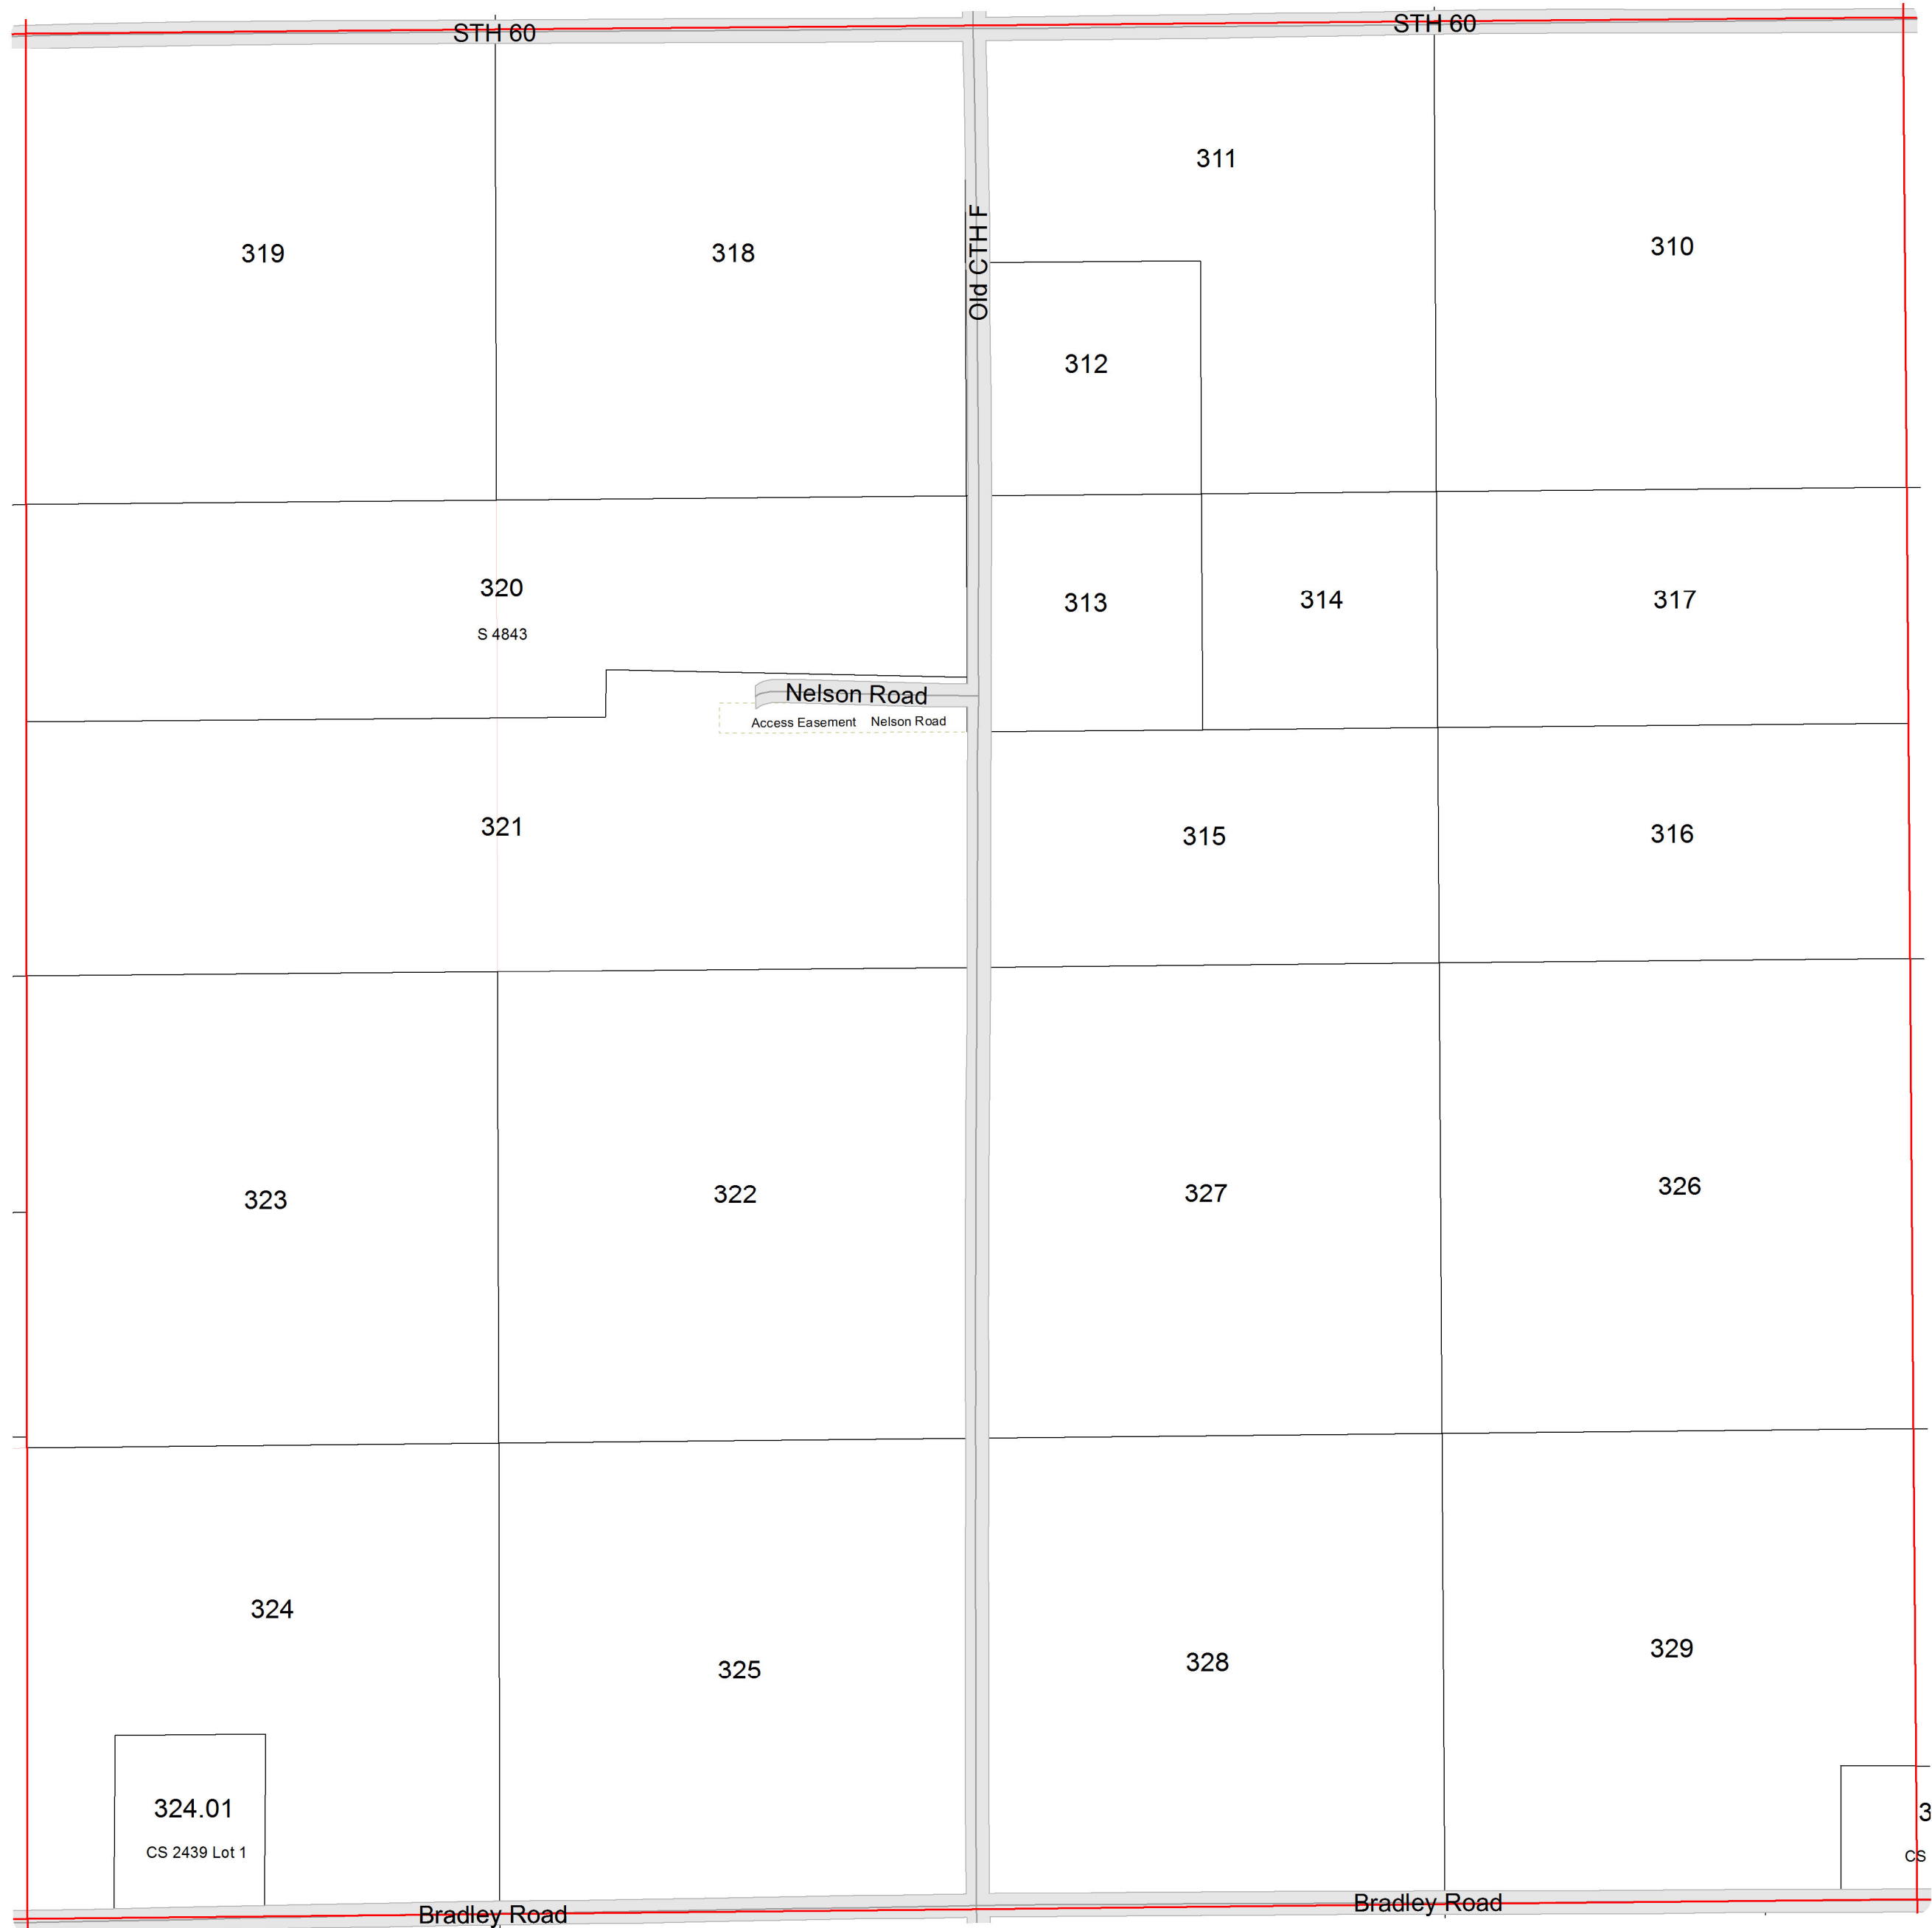 STH 60
STH 60
311
319
318
310
Old CTH F
312
320
S 4843
313
314
317
Nelson Road
Access Easement Nelson Road
321
315
316
323
322
327
326
324
325
328
329
324.01
CS 2439 Lot 1
3
CS
Bradley Road
Bradley Road